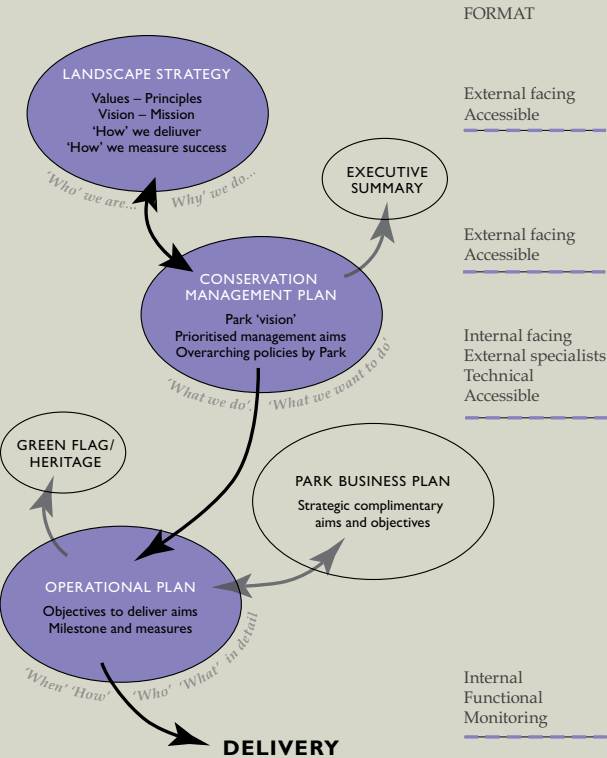 FORMAT
LANDSCAPE STRATEGY
Values – Principles
Vision – Mission
‘How’ we deliuver
‘How’ we measure success
‘Who’ we are...
Why’ we do...
External facing
Accessible
EXECUTIVE
SUMMARY
External facing
Accessible
CONSERVATION
MANAGEMENT PLAN
Park ‘vision’
Prioritised management aims
Overarching policies by Park
‘What we do’.
‘What we want to do’
Internal facing
External specialists
Technical
Accessible
GREEN FLAG/
HERITAGE
PARK BUSINESS PLAN
Strategic complimentary
aims and objectives
OPERATIONAL PLAN
Objectives to deliver aims
Milestone and measures
‘When’ ‘How’ ‘Who’ ‘What’ in detail
Internal
Functional
Monitoring
DELIVERY